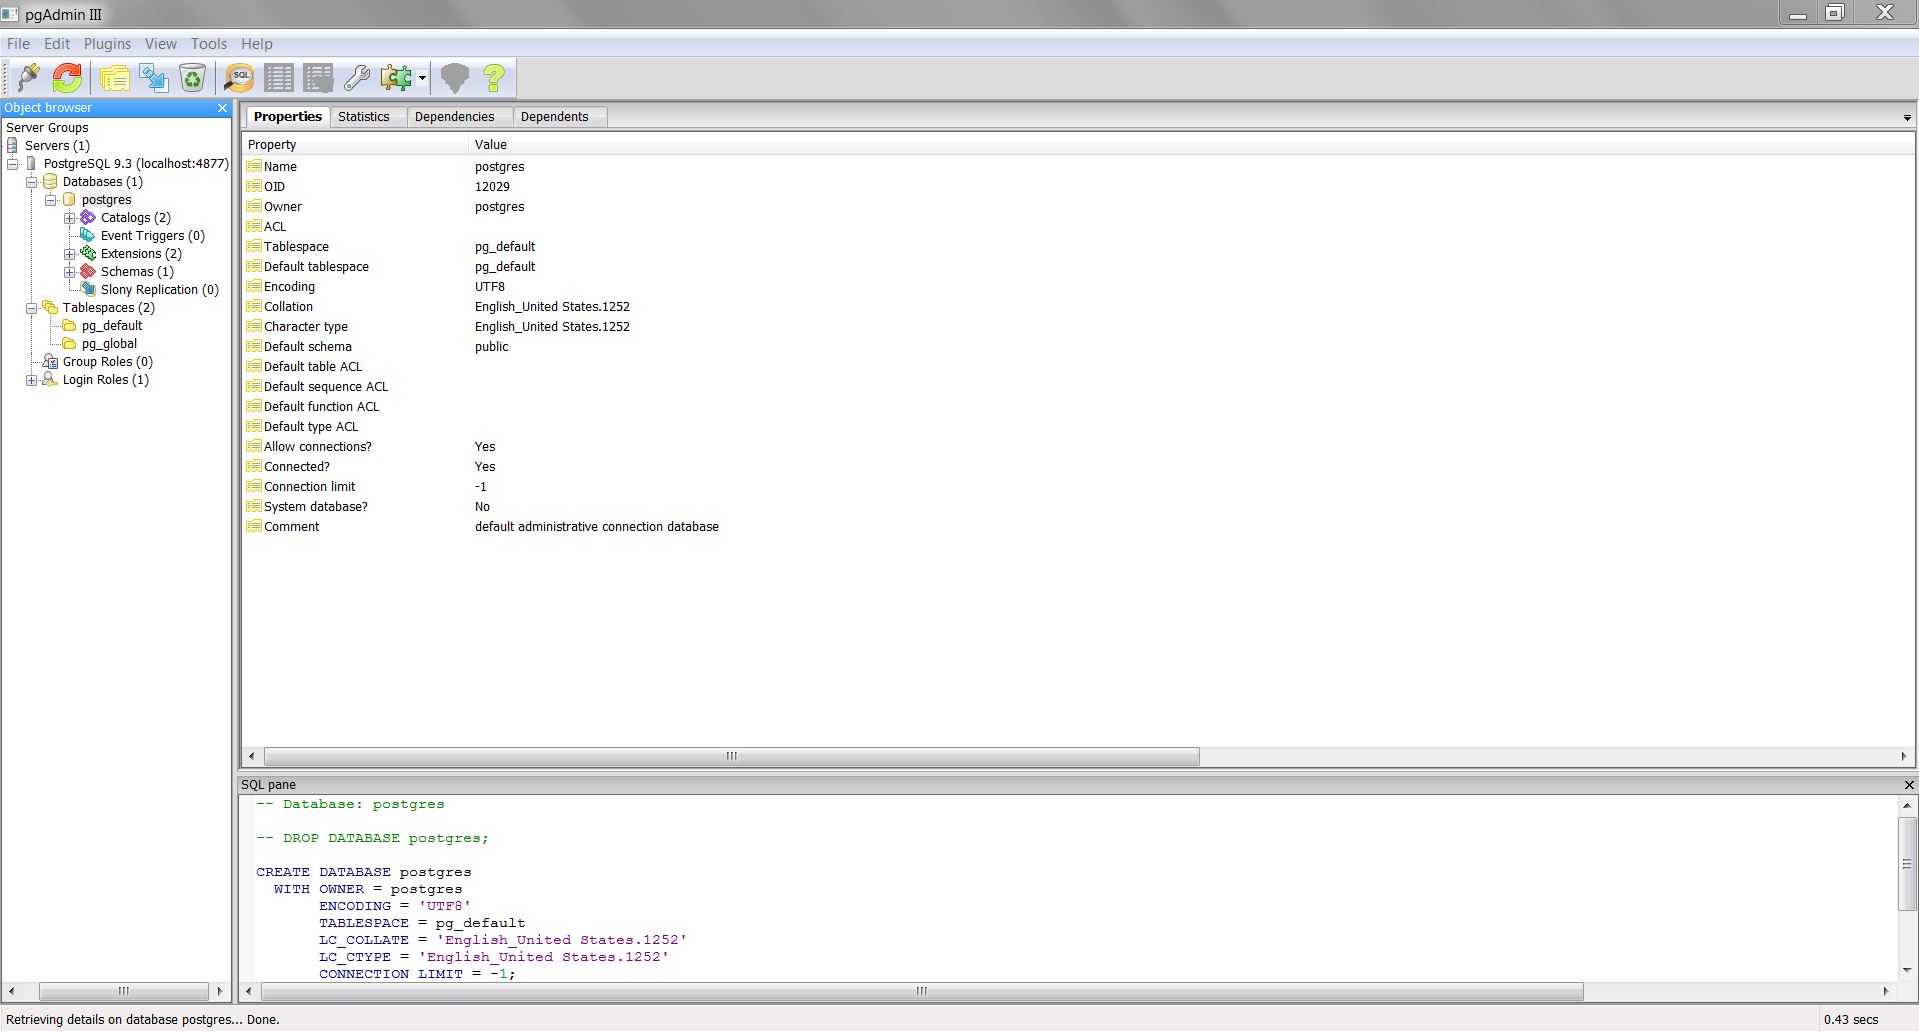 pgAdmin III
File Edit Plugins View Tools Help
SQL
Object browser
Server Groups
Servers (1)
PostgreSQL 9.3 (localhost:4877)
Databases (1)
postgres
Catalogs (2)
Event Triggers (0)
Extensions (2)
Schemas (1)
Slony Replication (0)
Tablespaces (2)
pg_default
pg_global
Group Roles (0)
Login Roles (1)
Properties Statistics Dependencies Dependents
Property Value
Name postgres
OID 12029
Owner postgres
ACL
Tablespace pg_default
Default tablespace pg_default
Encoding UTF8
Collation English_United States.1252
Character type English_United States.1252
Default schema public
Default table ACL
Default sequence ACL
Default function ACL
Default type ACL
Allow connections? Yes
Connected? Yes
Connection limit -1
System database? No
Comment default administrative connection database
SQL pane
-- Database: postgres
-- DROP DATABASE postgres;
CREATE DATABASE postgres
WITH OWNER = postgres
ENCODING = 'UTF8'
TABLESPACE = pg_default
LC_COLLATE = 'English_United States.1252'
LC_CTYPE = 'English_United States.1252'
CONNECTION LIMIT = -1;
Retrieving details on database postgres... Done. 0.43 secs